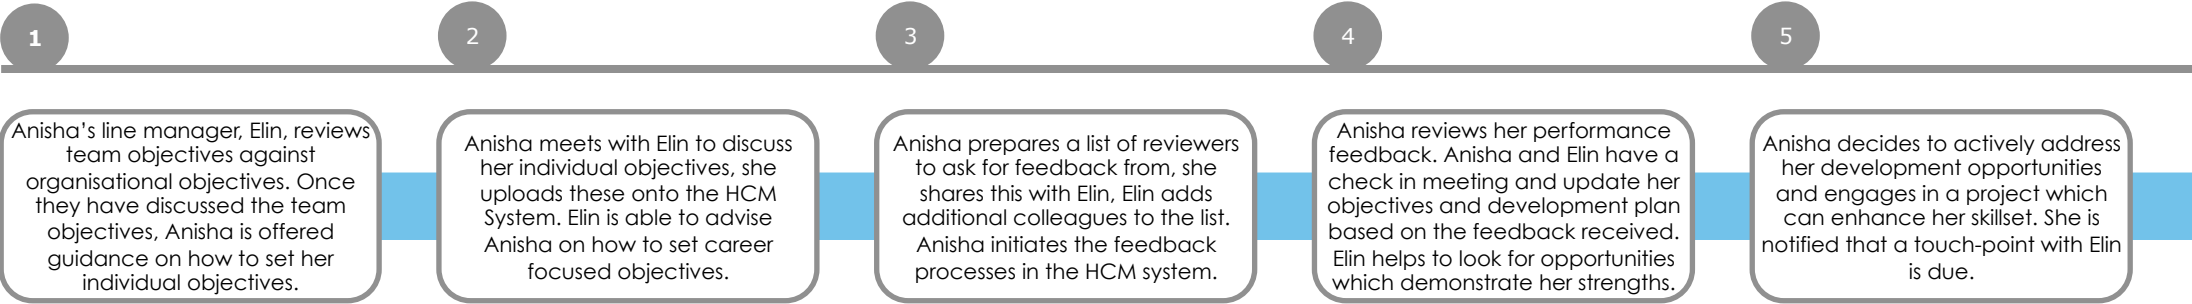 1
2
3
4
5
Anisha's line manager, Elin, reviews
team objectives against
organisational objectives. Once
they have discussed the team
objectives, Anisha is offered
guidance on how to set her
individual objectives.
Anisha meets with Elin to discuss
her individual objectives, she
uploads these onto the HCM
System. Elin is able to advise
Anisha on how to set career
focused objectives.
Anisha prepares a list of reviewers
to ask for feedback from, she
shares this with Elin, Elin adds
additional colleagues to the list.
Anisha initiates the feedback
processes in the HCM system.
Anisha reviews her performance
feedback. Anisha and Elin have a
check in meeting and update her
objectives and development plan
based on the feedback received.
Elin helps to look for opportunities
which demonstrate her strengths.
Anisha decides to actively address
her development opportunities
and engages in a project which
can enhance her skillset. She is
notified that a touch-point with Elin
is due.